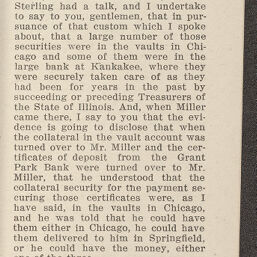 Sterling had a talk, and I undertake
to say to you, gentlemen, that in pur-
suance of that custom which I spoke
about, that a large number of those
securities were in the vaults in Chi-
cago and some of them were in the
large bank at Kankakee, where they
were securely taken care of as they
had been for years in the past by
succeeding or preceding Treasurers of
the State of Illinois. And, when Miller
came there, I say to you that the evi-
dence is going to disclose that when
the collateral in the vault account was
turned over to Mr. Miller and the cer-
tificates of deposit from the Grant
Park Bank were turned over to Mr.
Miller, that he understood that the
collateral security for the payment se-
curing those certificates were, as I
have said, in the vaults in Chicago,
and he was told that he could have
them either in Chicago, he could have
them delivered to him in Springfield,
or he could have the money, either
one of the three